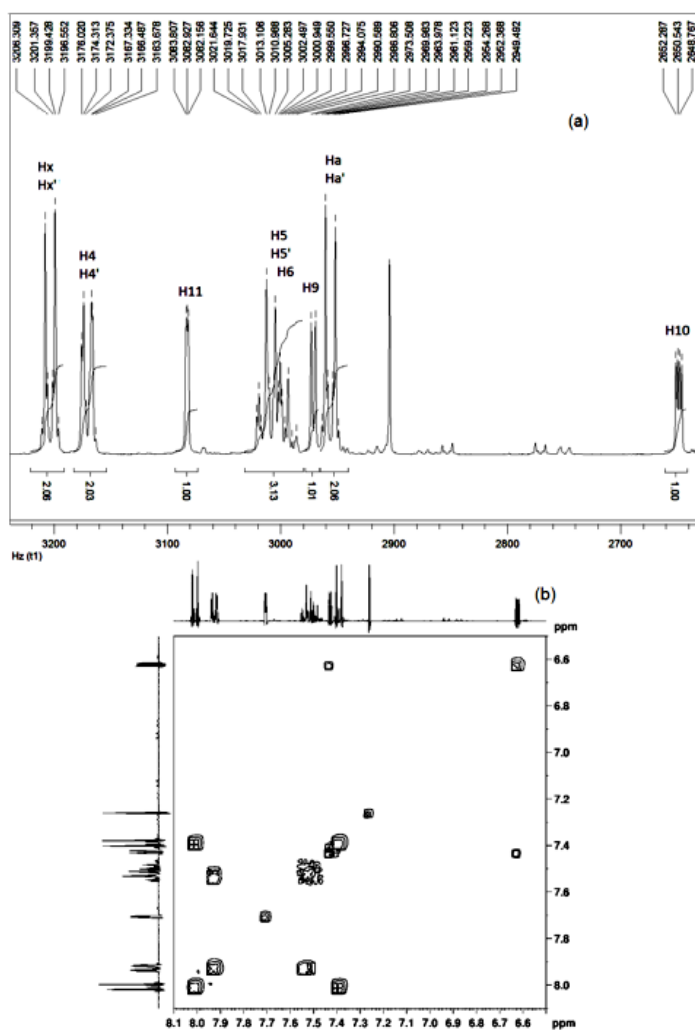 3206.309
3201.357
3199.428
3196.552
3176.020
3174.313
3172.375
3167.334
3166.487
3163.678
3083.807
3082.927
3082.156
3021.644
3019.725
3017.931
3013.106
3010.988
3005.283
3002.497
3000.949
2999.550
2996.727
2994.075
2990.589
2986.806
2973.508
2969.983
2963.978
2961.123
2959.223
2954.268
2952.368
2949.492
2652.287
2650.543
2648.767
(a)
Hx
Hx'
H4
H4'
H11
H5
H5'
H6
H9
Ha
Ha'
H10
2.06
2.03
1.00
3.13
1.01
2.06
1.00
3200 3100 3000 2900 2800 2700
Hz (t1)
(b)
ppm
6.6
6.8
7.0
7.2
7.4
7.6
7.8
8.0
8.1 8.0 7.9 7.8 7.7 7.6 7.5 7.4 7.3 7.2 7.1 7.0 6.9 6.8 6.7 6.6
ppm
ppm